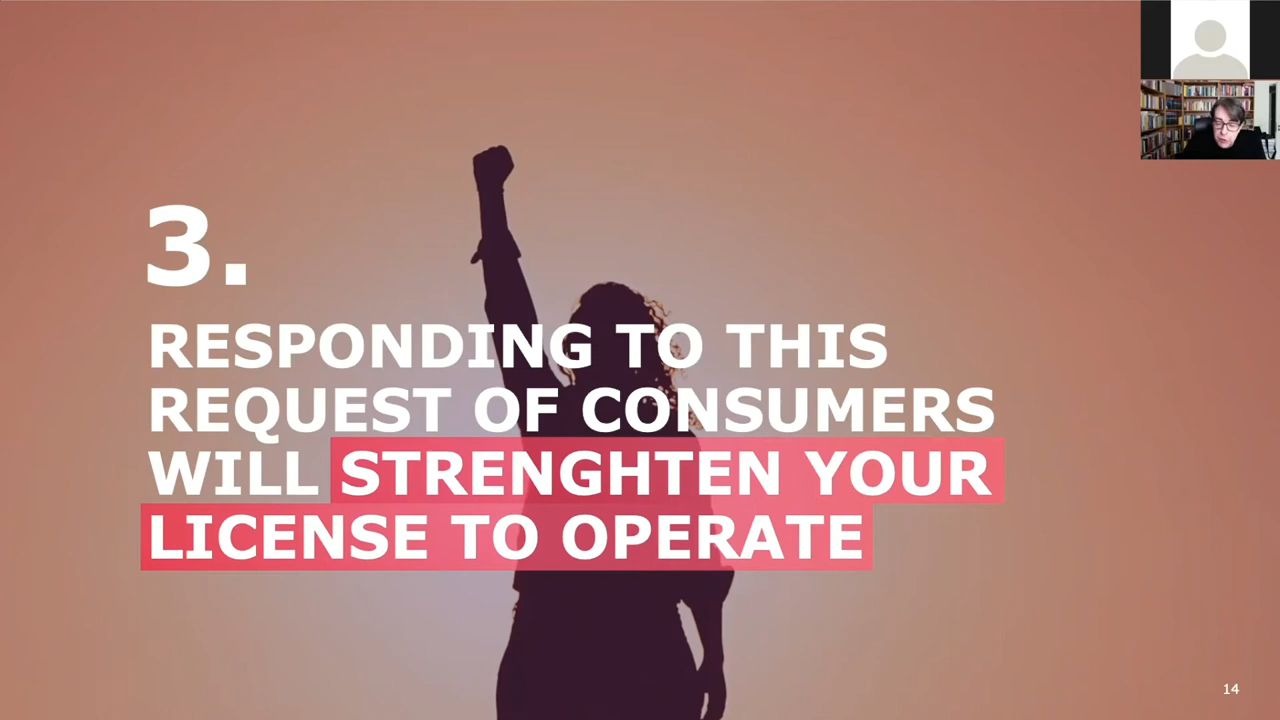 3.
RESPONDING TO THIS
REQUEST OF CONSUMERS
WILL STRENGHTEN YOUR
LICENSE TO OPERATE
14